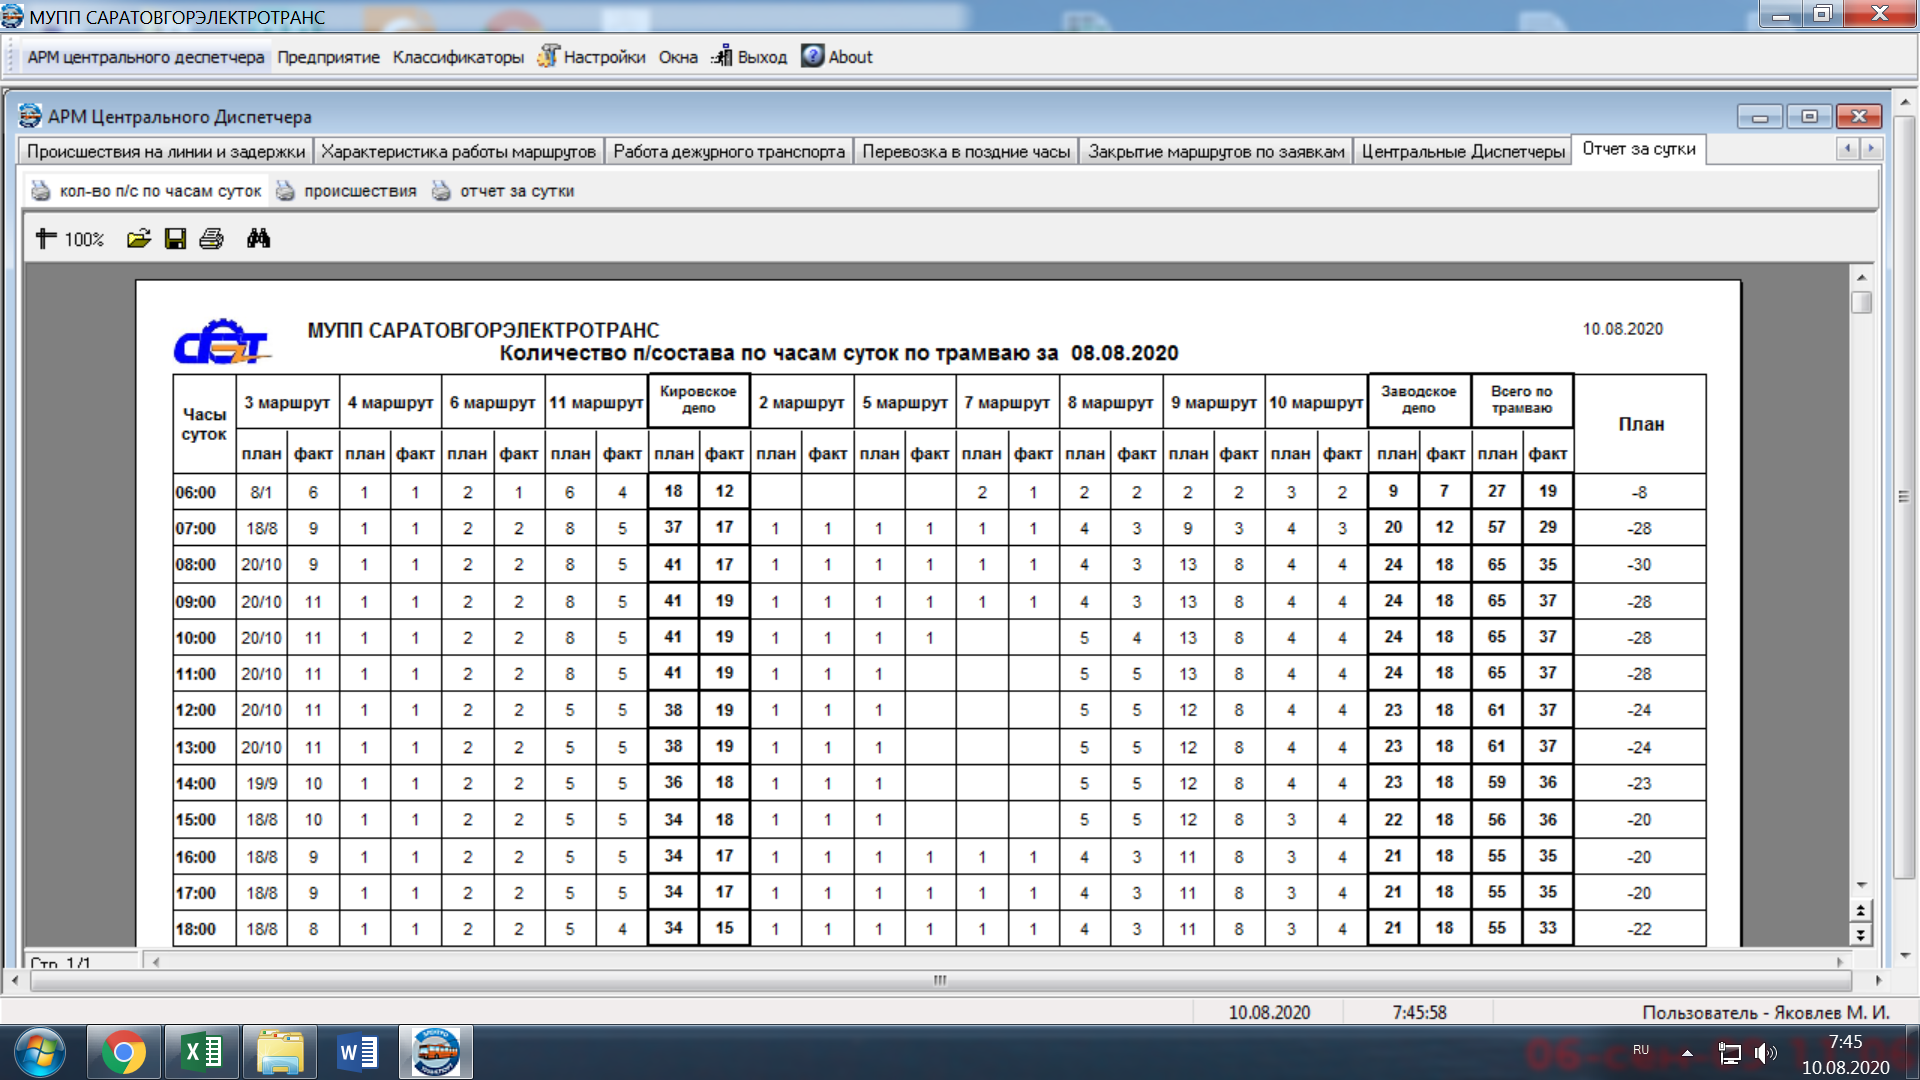 МУПП САРАТОВГОРЭЛЕКТРОТРАНС
АРМ центрального деспетчера Предприятие Классификаторы Настройки Окна Выход About
АРМ Центрального Диспетчера
Происшествия на линии и задержки Характеристика работы маршрутов Работа дежурного транспорта Перевозка в поздние часы Закрытие маршрутов по заявкам Центральные Диспетчеры Отчет за сутки
кол-во п/с по часам суток происшествия отчет за сутки
100%
СГЭТ
МУПП САРАТОВГОРЭЛЕКТРОТРАНС 10.08.2020
Количество п/состава по часам суток по трамваю за 08.08.2020
Часы суток 3 маршрут 4 маршрут 6 маршрут 11 маршрут Кировское депо 2 маршрут 5 маршрут 7 маршрут 8 маршрут 9 маршрут 10 маршрут Заводское депо Всего по трамваю План
план факт план факт план факт план факт план факт план факт план факт план факт план факт план факт план факт план факт план факт
06:00 8/1 6 1 1 2 1 6 4 18 12 2 1 2 2 2 2 3 2 9 7 27 19 -8
07:00 18/8 9 1 1 2 2 8 5 37 17 1 1 1 1 1 1 4 3 9 3 4 3 20 12 57 29 -28
08:00 20/10 9 1 1 2 2 8 5 41 17 1 1 1 1 1 1 4 3 13 8 4 4 24 18 65 35 -30
09:00 20/10 11 1 1 2 2 8 5 41 19 1 1 1 1 1 1 4 3 13 8 4 4 24 18 65 37 -28
10:00 20/10 11 1 1 2 2 8 5 41 19 1 1 1 1 5 4 13 8 4 4 24 18 65 37 -28
11:00 20/10 11 1 1 2 2 8 5 41 19 1 1 1 5 5 13 8 4 4 24 18 65 37 -28
12:00 20/10 11 1 1 2 2 5 5 38 19 1 1 1 5 5 12 8 4 4 23 18 61 37 -24
13:00 20/10 11 1 1 2 2 5 5 38 19 1 1 1 5 5 12 8 4 4 23 18 61 37 -24
14:00 19/9 10 1 1 2 2 5 5 36 18 1 1 1 5 5 12 8 4 4 23 18 59 36 -23
15:00 18/8 10 1 1 2 2 5 5 34 18 1 1 1 5 5 12 8 3 4 22 18 56 36 -20
16:00 18/8 9 1 1 2 2 5 5 34 17 1 1 1 1 1 1 4 3 11 8 3 4 21 18 55 35 -20
17:00 18/8 9 1 1 2 2 5 5 34 17 1 1 1 1 1 1 4 3 11 8 3 4 21 18 55 35 -20
18:00 18/8 8 1 1 2 2 5 4 34 15 1 1 1 1 1 1 4 3 11 8 3 4 21 18 55 33 -22
Стр. 1/1
10.08.2020 7:45:58 Пользователь - Яковлев М. И.
RU 7:45
10.08.2020